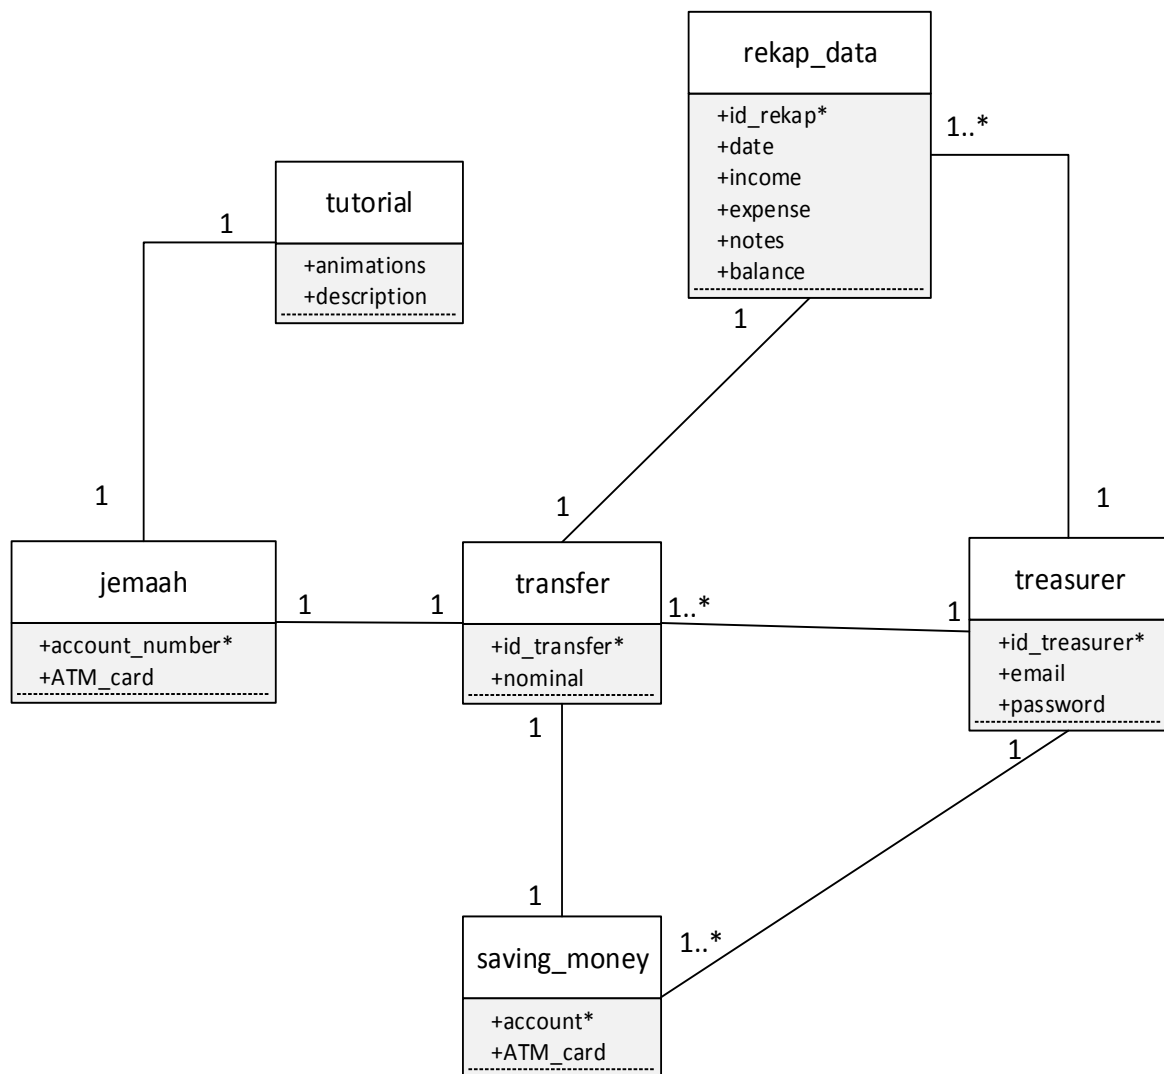 rekap_data
+id_rekap*
+date
+income
+expense
+notes
+balance
1..*
tutorial
+animations
+description
1
1
1
1
1
jemaah
+account_number*
+ATM_card
1
1
transfer
+id_transfer*
+nominal
1..*
1
treasurer
+id_treasurer*
+email
+password
1
1
1
1..*
saving_money
+account*
+ATM_card